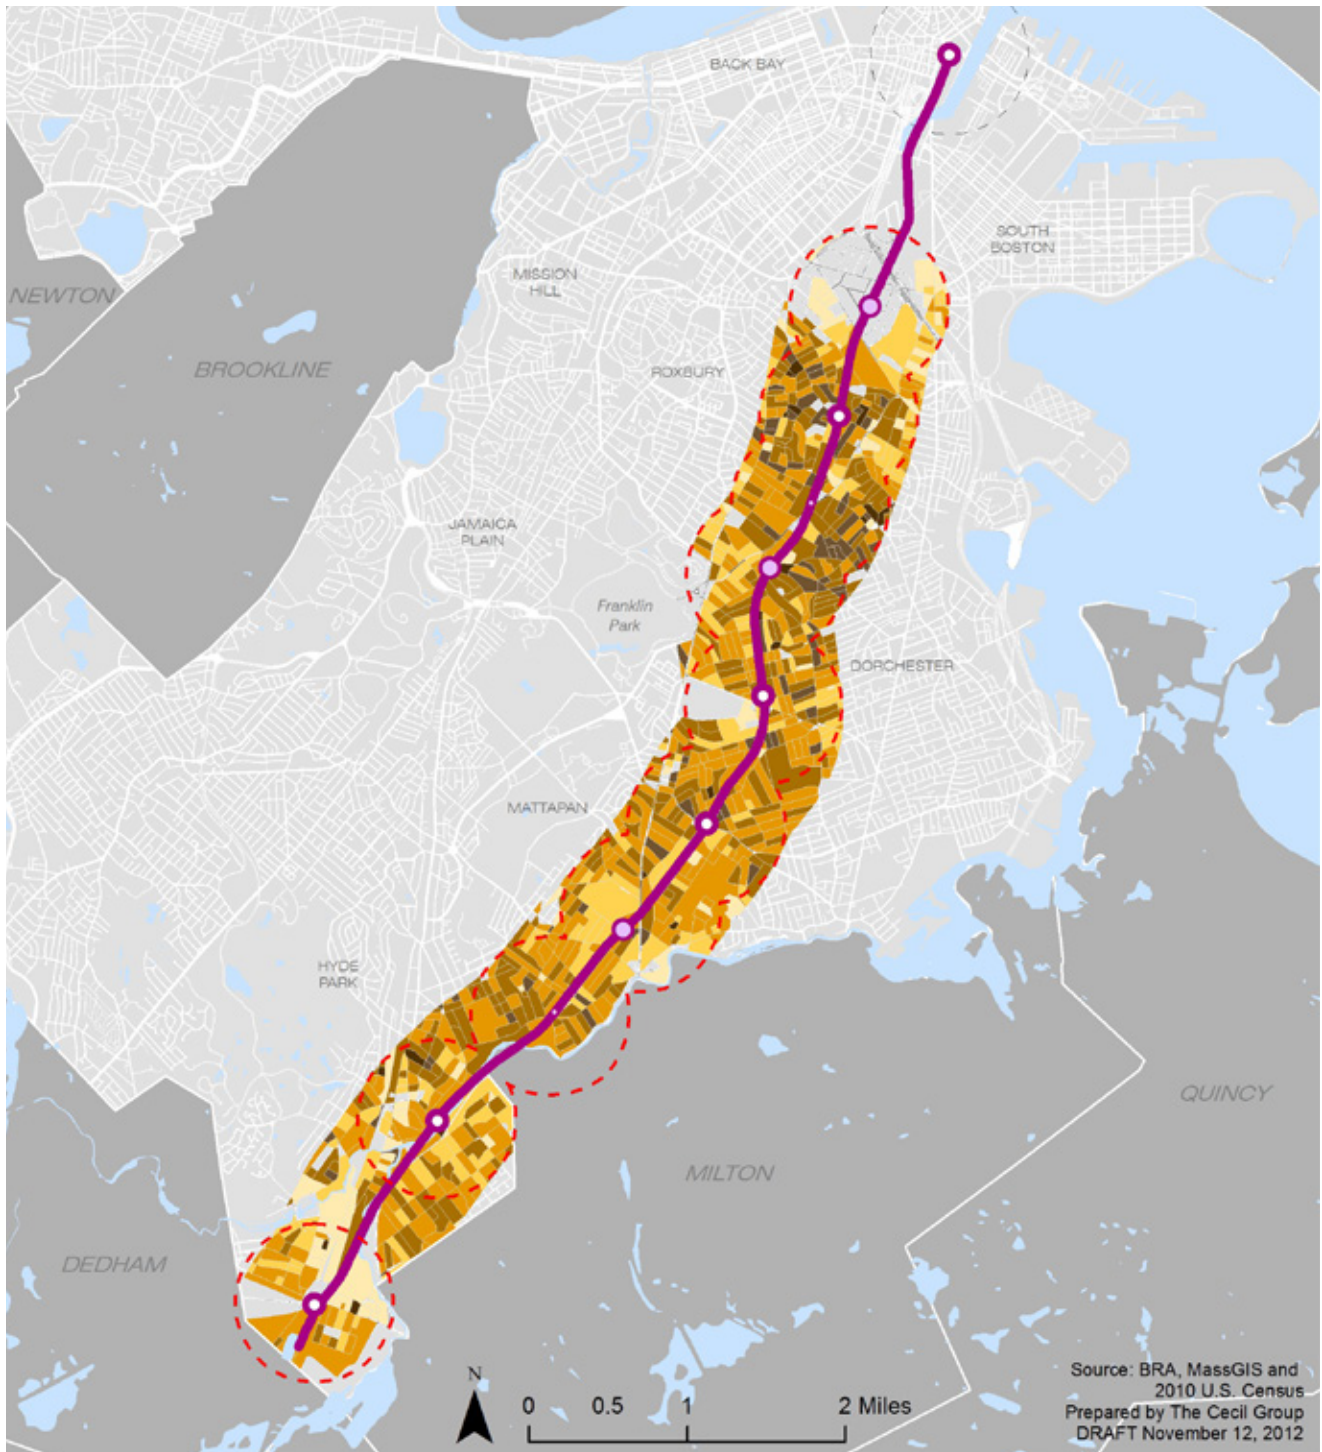 BACK BAY
SOUTH
BOSTON
MISSION
HILL
NEWTON
BROOKLINE
ROXBURY
JAMAICA
PLAIN
Franklin
Park
DORCHESTER
MATTAPAN
HYDE
PARK
QUINCY
MILTON
DEDHAM
N
0 0.5 1 2 Miles
Source: BRA, MassGIS and
2010 U.S. Census
Prepared by The Cecil Group
DRAFT November 12, 2012